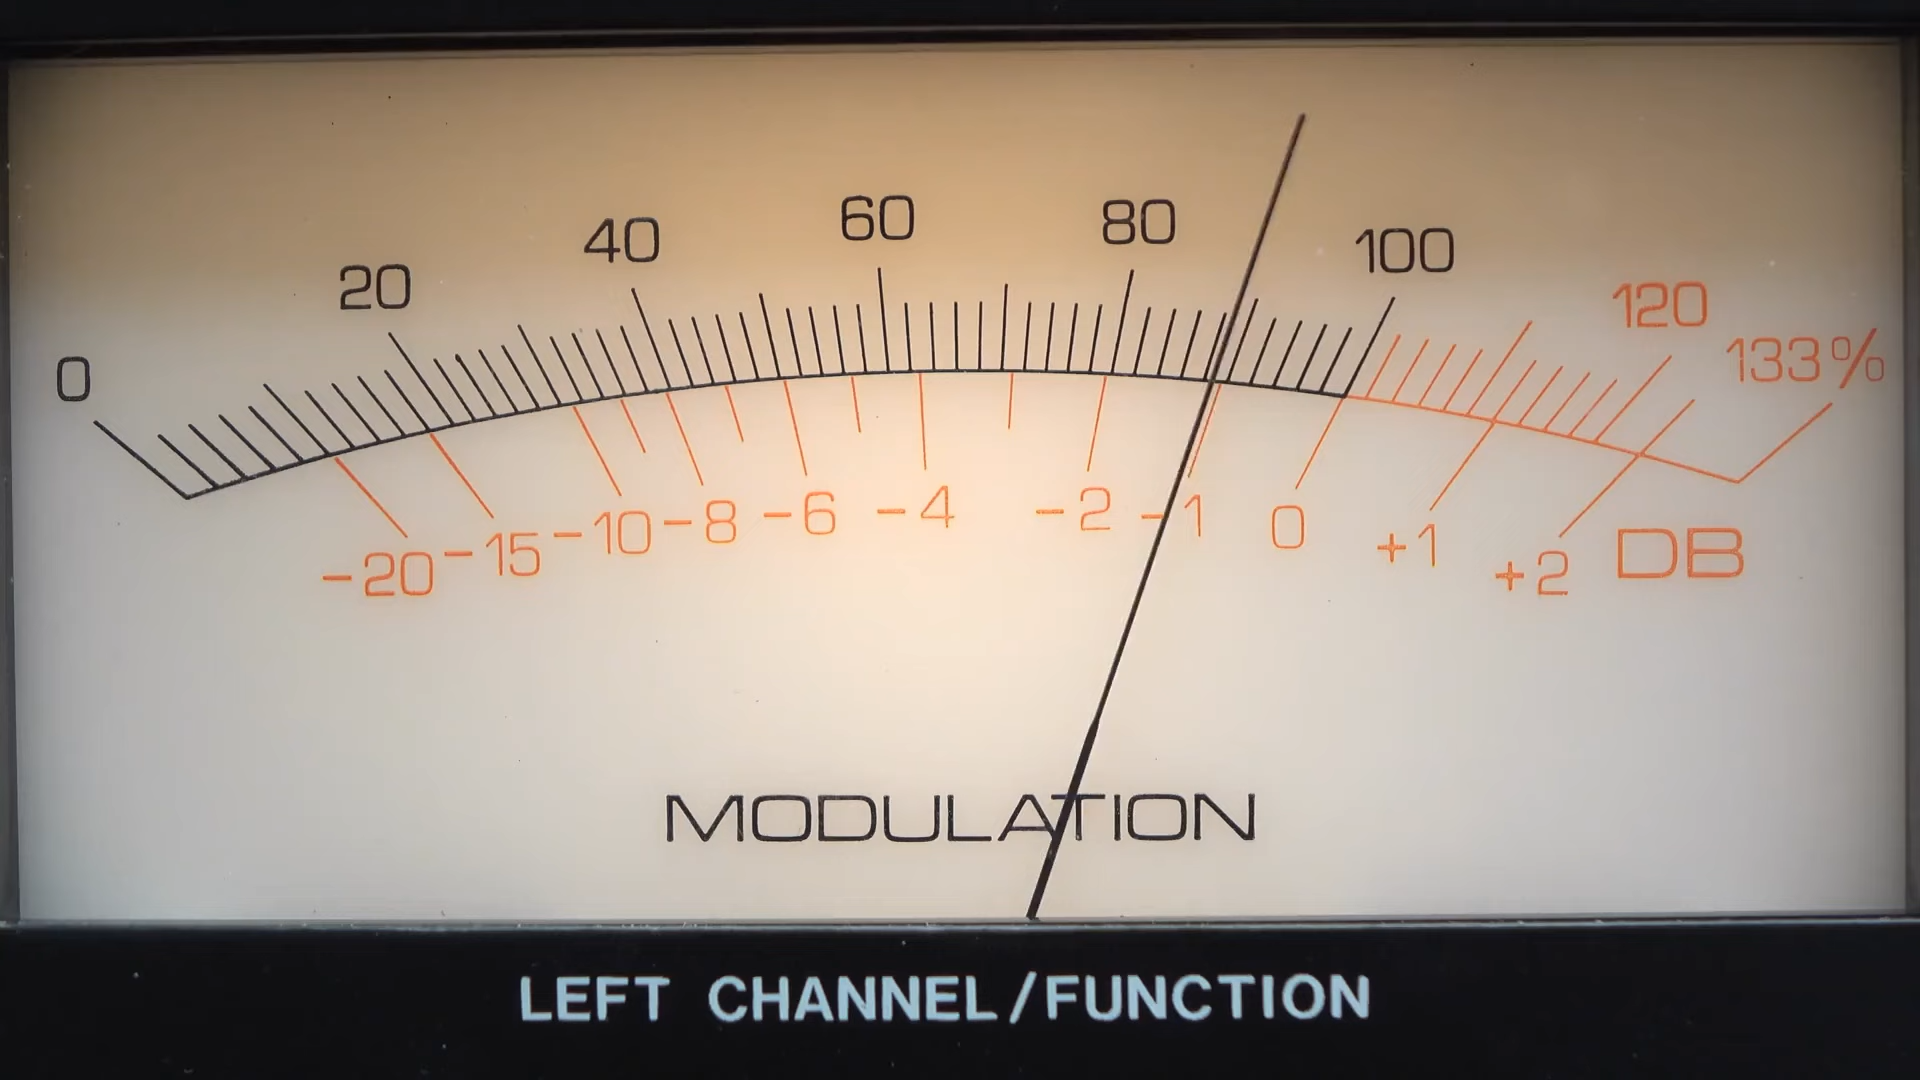 0 20 40 60 80 100 120 133%
-20 -15 -10 -8 -6 -4 -2 -1 0 +1 +2 DB
MODULATION
LEFT CHANNEL/FUNCTION